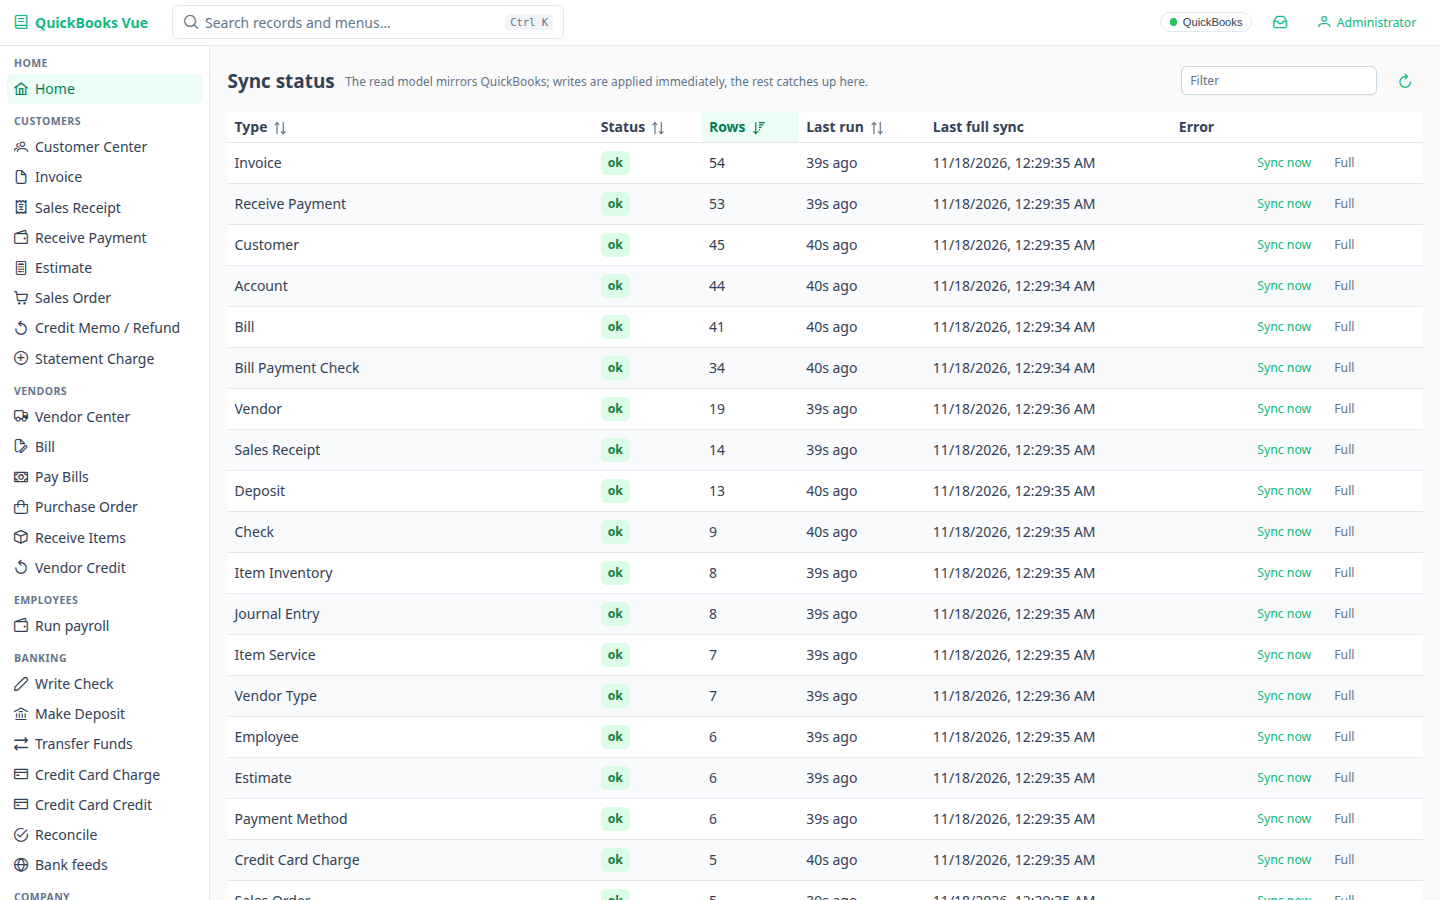 QuickBooks Vue
Search records and menus... Ctrl K
QuickBooks
Administrator
HOME
Home
CUSTOMERS
Customer Center
Invoice
Sales Receipt
Receive Payment
Estimate
Sales Order
Credit Memo / Refund
Statement Charge
VENDORS
Vendor Center
Bill
Pay Bills
Purchase Order
Receive Items
Vendor Credit
EMPLOYEES
Run payroll
BANKING
Write Check
Make Deposit
Transfer Funds
Credit Card Charge
Credit Card Credit
Reconcile
Bank feeds
COMPANY
Sync status The read model mirrors QuickBooks; writes are applied immediately, the rest catches up here.
Filter
Type Status Rows Last run Last full sync Error
Invoice ok 54 39s ago 11/18/2026, 12:29:35 AM Sync now Full
Receive Payment ok 53 39s ago 11/18/2026, 12:29:35 AM Sync now Full
Customer ok 45 40s ago 11/18/2026, 12:29:35 AM Sync now Full
Account ok 44 40s ago 11/18/2026, 12:29:34 AM Sync now Full
Bill ok 41 40s ago 11/18/2026, 12:29:34 AM Sync now Full
Bill Payment Check ok 34 40s ago 11/18/2026, 12:29:34 AM Sync now Full
Vendor ok 19 39s ago 11/18/2026, 12:29:36 AM Sync now Full
Sales Receipt ok 14 39s ago 11/18/2026, 12:29:35 AM Sync now Full
Deposit ok 13 40s ago 11/18/2026, 12:29:35 AM Sync now Full
Check ok 9 40s ago 11/18/2026, 12:29:35 AM Sync now Full
Item Inventory ok 8 39s ago 11/18/2026, 12:29:35 AM Sync now Full
Journal Entry ok 8 39s ago 11/18/2026, 12:29:35 AM Sync now Full
Item Service ok 7 39s ago 11/18/2026, 12:29:35 AM Sync now Full
Vendor Type ok 7 39s ago 11/18/2026, 12:29:36 AM Sync now Full
Employee ok 6 39s ago 11/18/2026, 12:29:35 AM Sync now Full
Estimate ok 6 39s ago 11/18/2026, 12:29:35 AM Sync now Full
Payment Method ok 6 39s ago 11/18/2026, 12:29:35 AM Sync now Full
Credit Card Charge ok 5 40s ago 11/18/2026, 12:29:35 AM Sync now Full
Sales Order ok 5 39s ago 11/18/2026, 12:29:35 AM Sync now Full